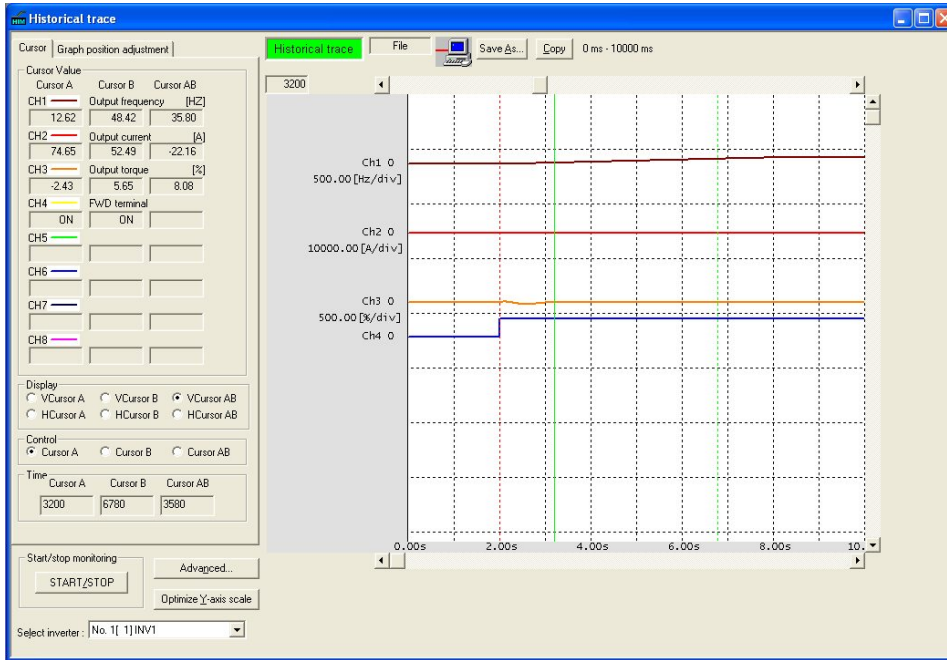 HIM Historical trace
Cursor Graph position adjustment
Historical trace File Save As... Copy 0 ms - 10000 ms
Cursor Value
Cursor A Cursor B Cursor AB
CH1 Output frequency [HZ]
12.62 48.42 35.80
CH2 Output current [A]
74.65 52.49 -22.16
CH3 Output torque [%]
-2.43 5.65 8.08
CH4 FWD terminal
ON ON
CH5
CH6
CH7
CH8
Display
VCursor A VCursor B VCursor AB
HCursor A HCursor B HCursor AB
Control
Cursor A Cursor B Cursor AB
Time
Cursor A Cursor B Cursor AB
3200 6780 3580
Start/stop monitoring
START/STOP
Advanced...
Optimize Y-axis scale
Select inverter : No. 1[ 1] INV1
3200
Ch1 0
500.00[Hz/div]
Ch2 0
10000.00[A/div]
Ch3 0
500.00[%/div]
Ch4 0
0.00s 2.00s 4.00s 6.00s 8.00s 10.